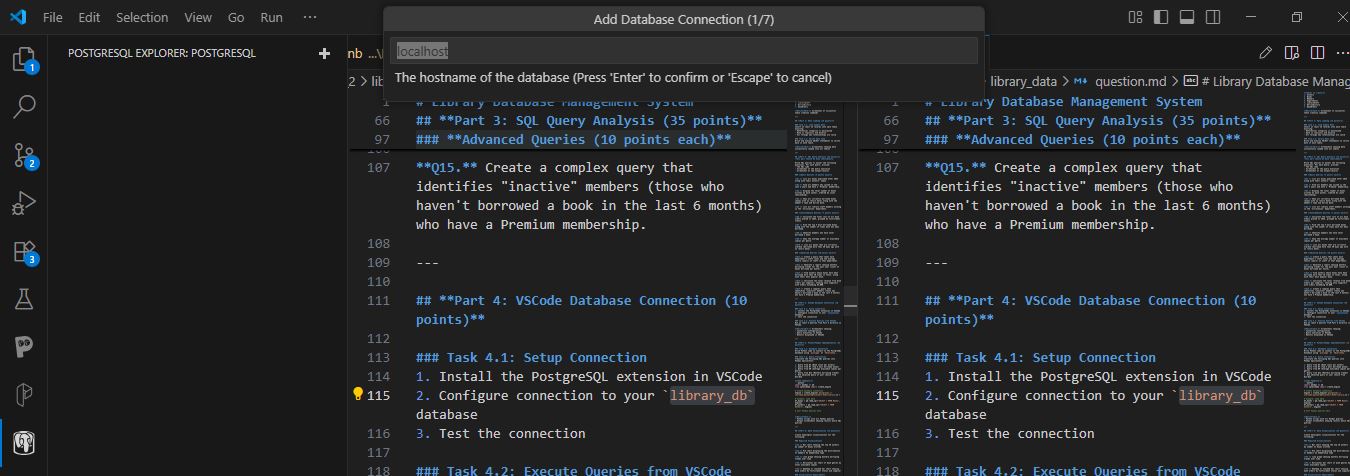 File Edit Selection View Go Run ···
Add Database Connection (1/7)
localhost
The hostname of the database (Press 'Enter' to confirm or 'Escape' to cancel)
POSTGRESQL EXPLORER: POSTGRESQL
nb ...\
_2 > lib
library_data > question.md > # Library Database Manag
1
2
3
1 # Library Database Management System
66 ## **Part 3: SQL Query Analysis (35 points)**
97 ### **Advanced Queries (10 points each)**
106
107 **Q15.** Create a complex query that
identifies "inactive" members (those who
haven't borrowed a book in the last 6 months)
who have a Premium membership.
108
109 ---
110
111 ## **Part 4: VSCode Database Connection (10
points)**
112
113 ### Task 4.1: Setup Connection
114 1. Install the PostgreSQL extension in VSCode
115 2. Configure connection to your `library_db`
database
116 3. Test the connection
117
118 ### Task 4.2: Execute Queries from VSCode
1 # Library Database Management System
66 ## **Part 3: SQL Query Analysis (35 points)**
97 ### **Advanced Queries (10 points each)**
106
107 **Q15.** Create a complex query that
identifies "inactive" members (those who
haven't borrowed a book in the last 6 months)
who have a Premium membership.
108
109 ---
110
111 ## **Part 4: VSCode Database Connection (10
points)**
112
113 ### Task 4.1: Setup Connection
114 1. Install the PostgreSQL extension in VSCode
115 2. Configure connection to your `library_db`
database
116 3. Test the connection
117
118 ### Task 4.2: Execute Queries from VSCode